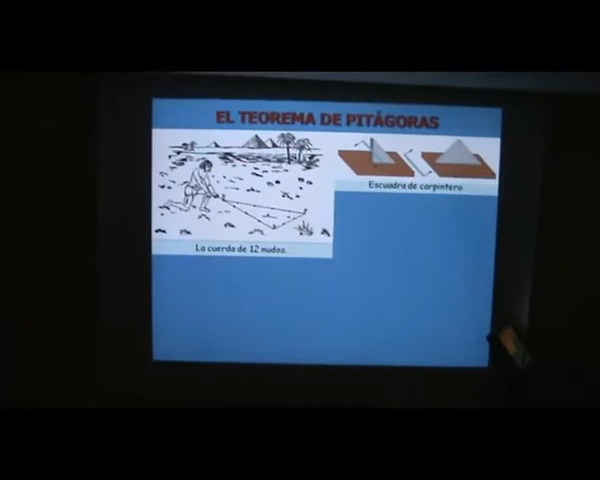 EL TEOREMA DE PITÁGORAS
Escuadra de carpintero.
La cuerda de 12 nudos.